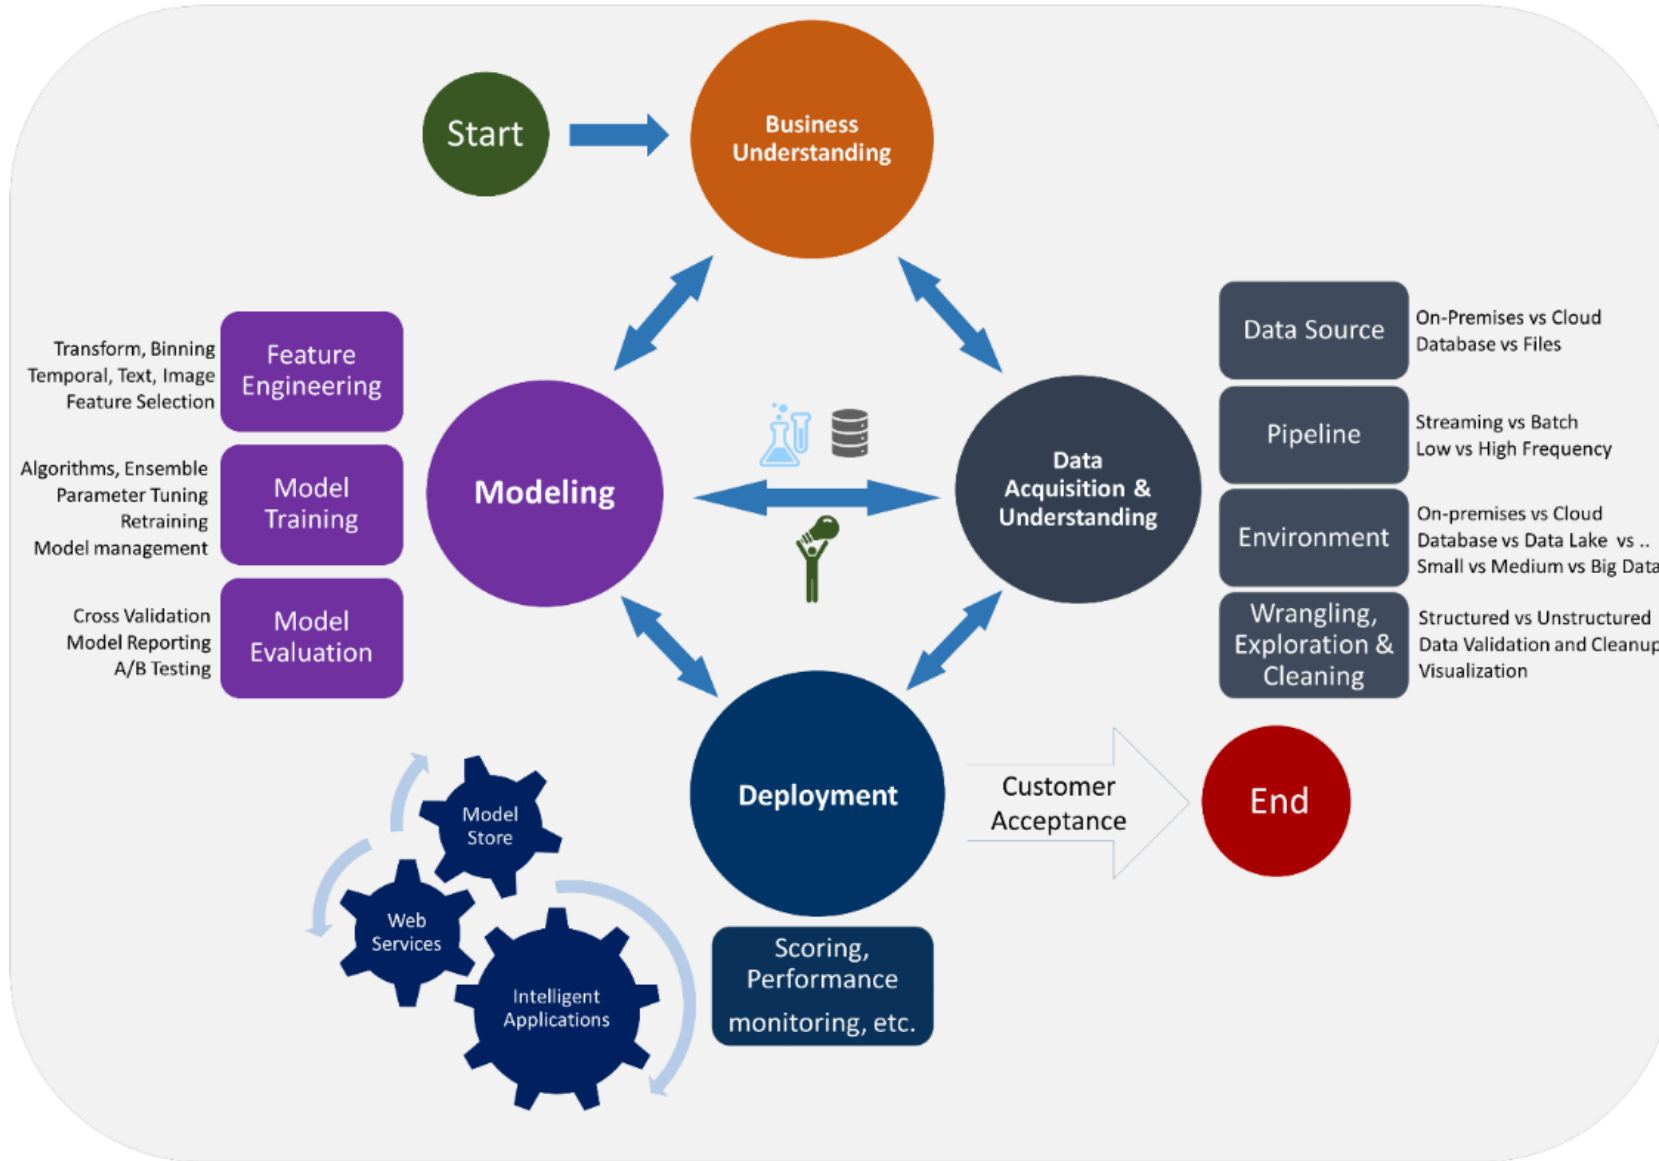 Start
Business
Understanding
Transform, Binning
Temporal, Text, Image
Feature Selection
Feature
Engineering
Algorithms, Ensemble
Parameter Tuning
Retraining
Model management
Model
Training
Cross Validation
Model Reporting
A/B Testing
Model
Evaluation
Modeling
Data
Acquisition &
Understanding
Data Source
On-Premises vs Cloud
Database vs Files
Pipeline
Streaming vs Batch
Low vs High Frequency
Environment
On-premises vs Cloud
Database vs Data Lake vs ..
Small vs Medium vs Big Data
Wrangling,
Exploration &
Cleaning
Structured vs Unstructured
Data Validation and Cleanup
Visualization
Deployment
Customer
Acceptance
End
Model
Store
Web
Services
Intelligent
Applications
Scoring,
Performance
monitoring, etc.